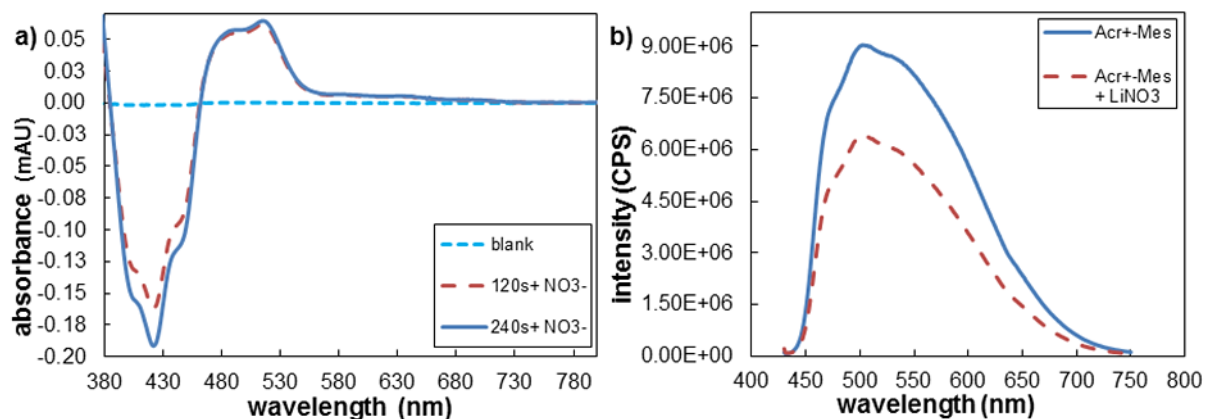 a)
0.05
0.03
0.00
-0.03
-0.05
-0.08
-0.10
-0.13
-0.15
-0.18
-0.20
absorbance (mAU)
380 430 480 530 580 630 680 730 780
wavelength (nm)
blank
120s+ NO3-
240s+ NO3-
b)
9.00E+06
7.50E+06
6.00E+06
4.50E+06
3.00E+06
1.50E+06
0.00E+00
intensity (CPS)
400 450 500 550 600 650 700 750 800
wavelength (nm)
Acr+-Mes
Acr+-Mes
+ LiNO3